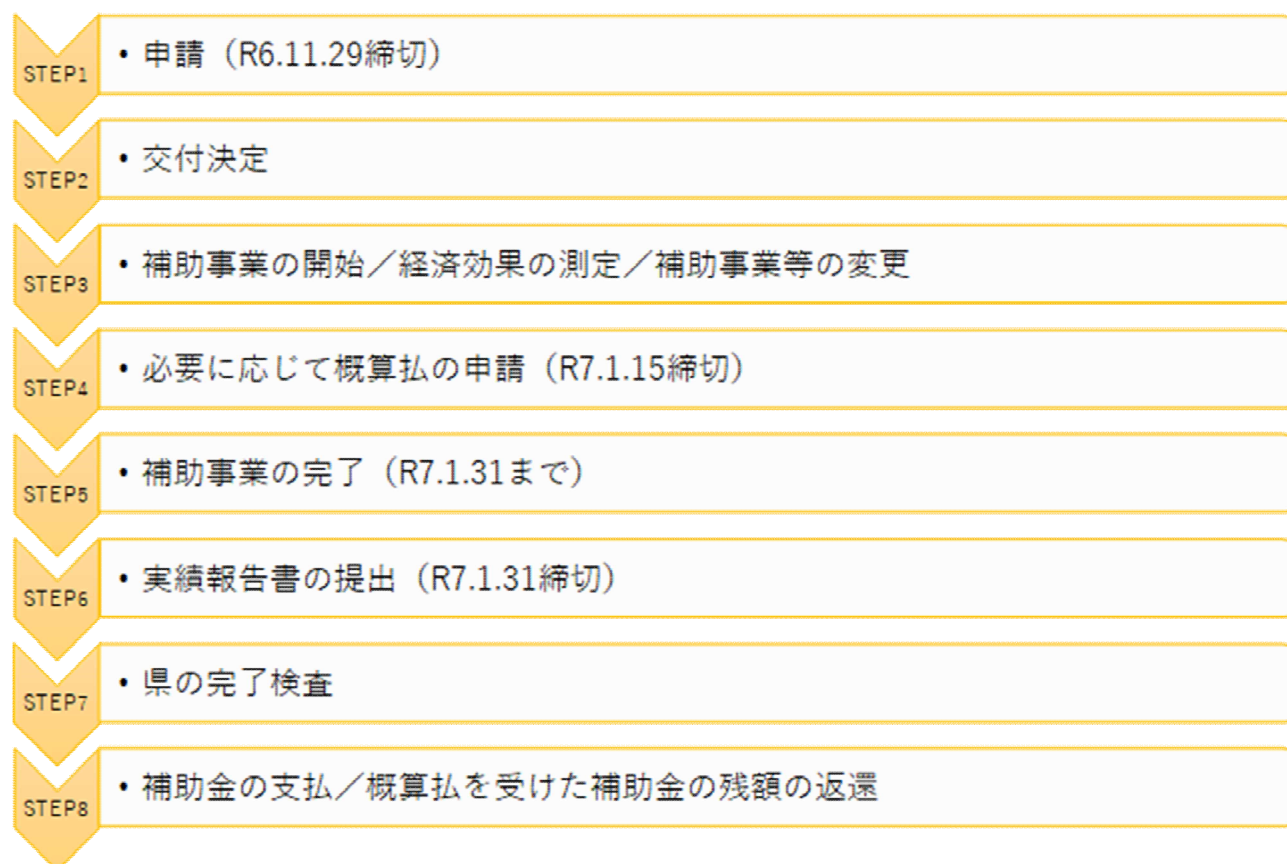 STEP1
・申請（R6.11.29締切）
STEP2
・交付決定
STEP3
・補助事業の開始／経済効果の測定／補助事業等の変更
STEP4
・必要に応じて概算払の申請（R7.1.15締切）
STEP5
・補助事業の完了（R7.1.31まで）
STEP6
・実績報告書の提出（R7.1.31締切）
STEP7
・県の完了検査
STEP8
・補助金の支払／概算払を受けた補助金の残額の返還